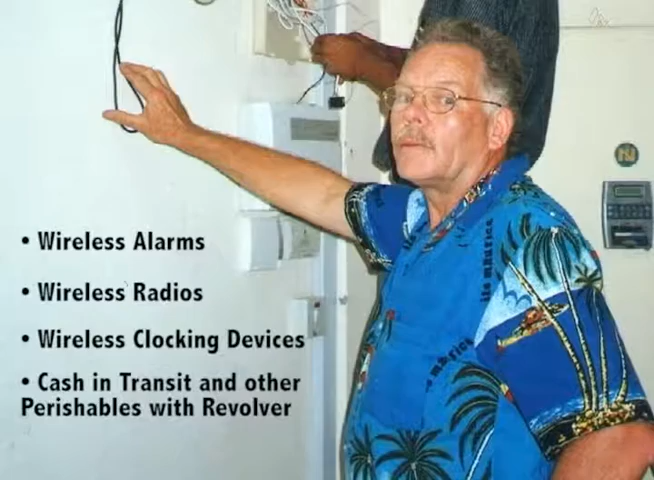 • Wireless Alarms
• Wireless Radios
• Wireless Clocking Devices
• Cash in Transit and other
Perishables with Revolver